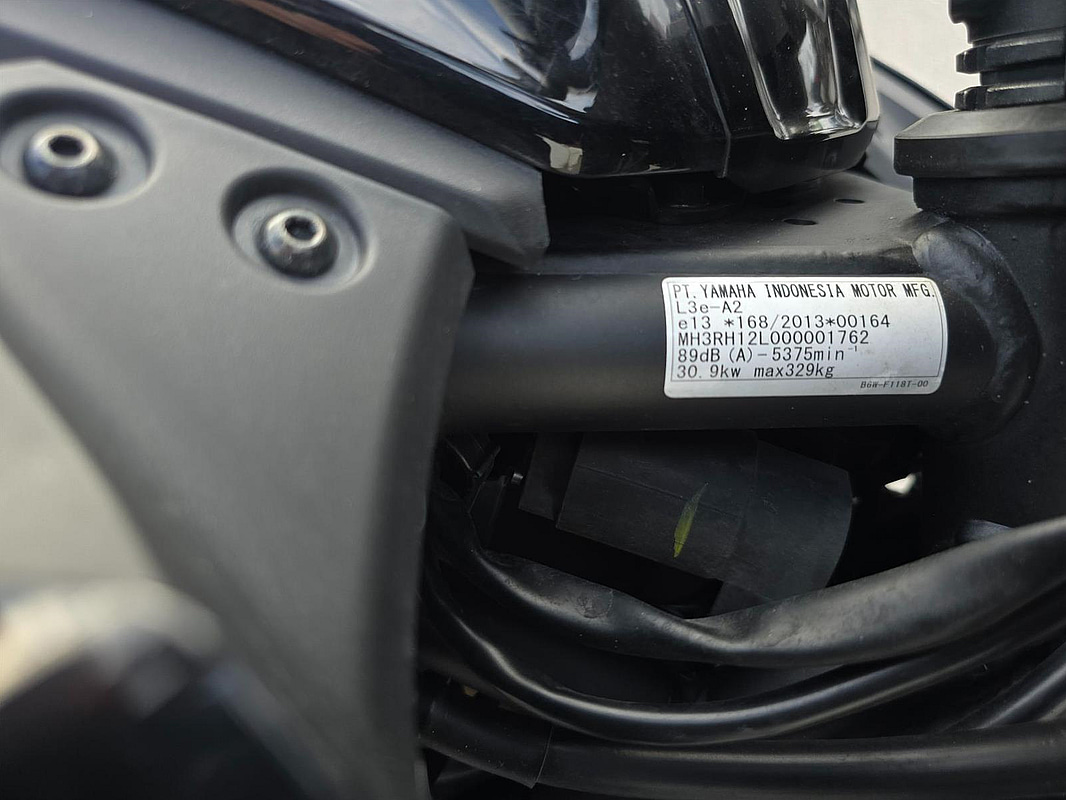 PT. YAMAHA INDONESIA MOTOR MFG.
L3e-A2
e13 *168/2013*00164
MH3RH12L000001762
89dB (A) - 5375min⁻¹
30.9kw max329kg
B6W-F118T-00